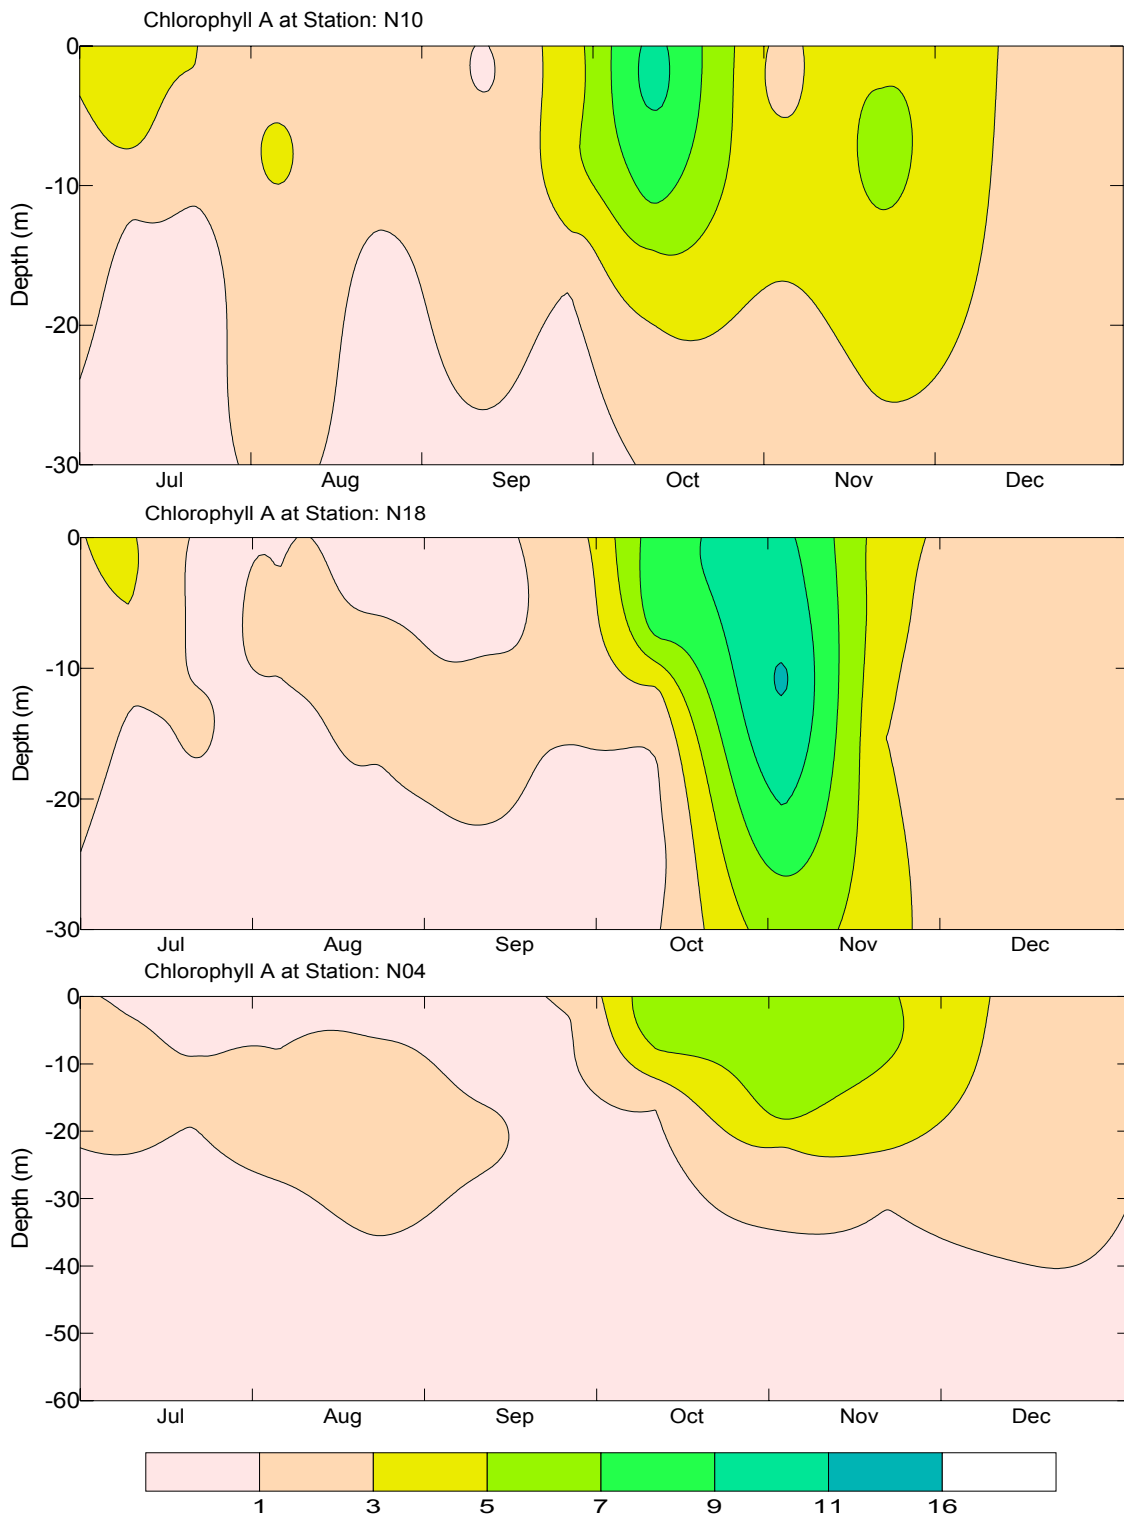 Chlorophyll A at Station: N10
0
-10
-20
-30
Depth (m)
Jul Aug Sep Oct Nov Dec
Chlorophyll A at Station: N18
0
-10
-20
-30
Depth (m)
Jul Aug Sep Oct Nov Dec
Chlorophyll A at Station: N04
0
-10
-20
-30
-40
-50
-60
Depth (m)
Jul Aug Sep Oct Nov Dec
1 3 5 7 9 11 16